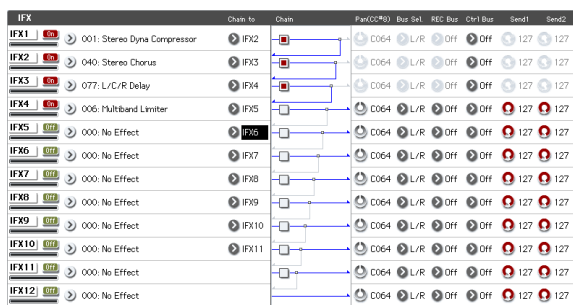 IFX Chain to Chain Pan(CC#8) Bus Sel. REC Bus Ctrl Bus Send1 Send2
IFX1 On 001: Stereo Dyna Compressor IFX2 C064 L/R Off Off 127 127
IFX2 On 040: Stereo Chorus IFX3 C064 L/R Off Off 127 127
IFX3 On 077: L/C/R Delay IFX4 C064 L/R Off Off 127 127
IFX4 On 006: Multiband Limiter IFX5 C064 L/R Off Off 127 127
IFX5 Off 000: No Effect IFX6 C064 L/R Off Off 127 127
IFX6 Off 000: No Effect IFX7 C064 L/R Off Off 127 127
IFX7 Off 000: No Effect IFX8 C064 L/R Off Off 127 127
IFX8 Off 000: No Effect IFX9 C064 L/R Off Off 127 127
IFX9 Off 000: No Effect IFX10 C064 L/R Off Off 127 127
IFX10 Off 000: No Effect IFX11 C064 L/R Off Off 127 127
IFX11 Off 000: No Effect C064 L/R Off Off 127 127
IFX12 Off 000: No Effect C064 L/R Off Off 127 127